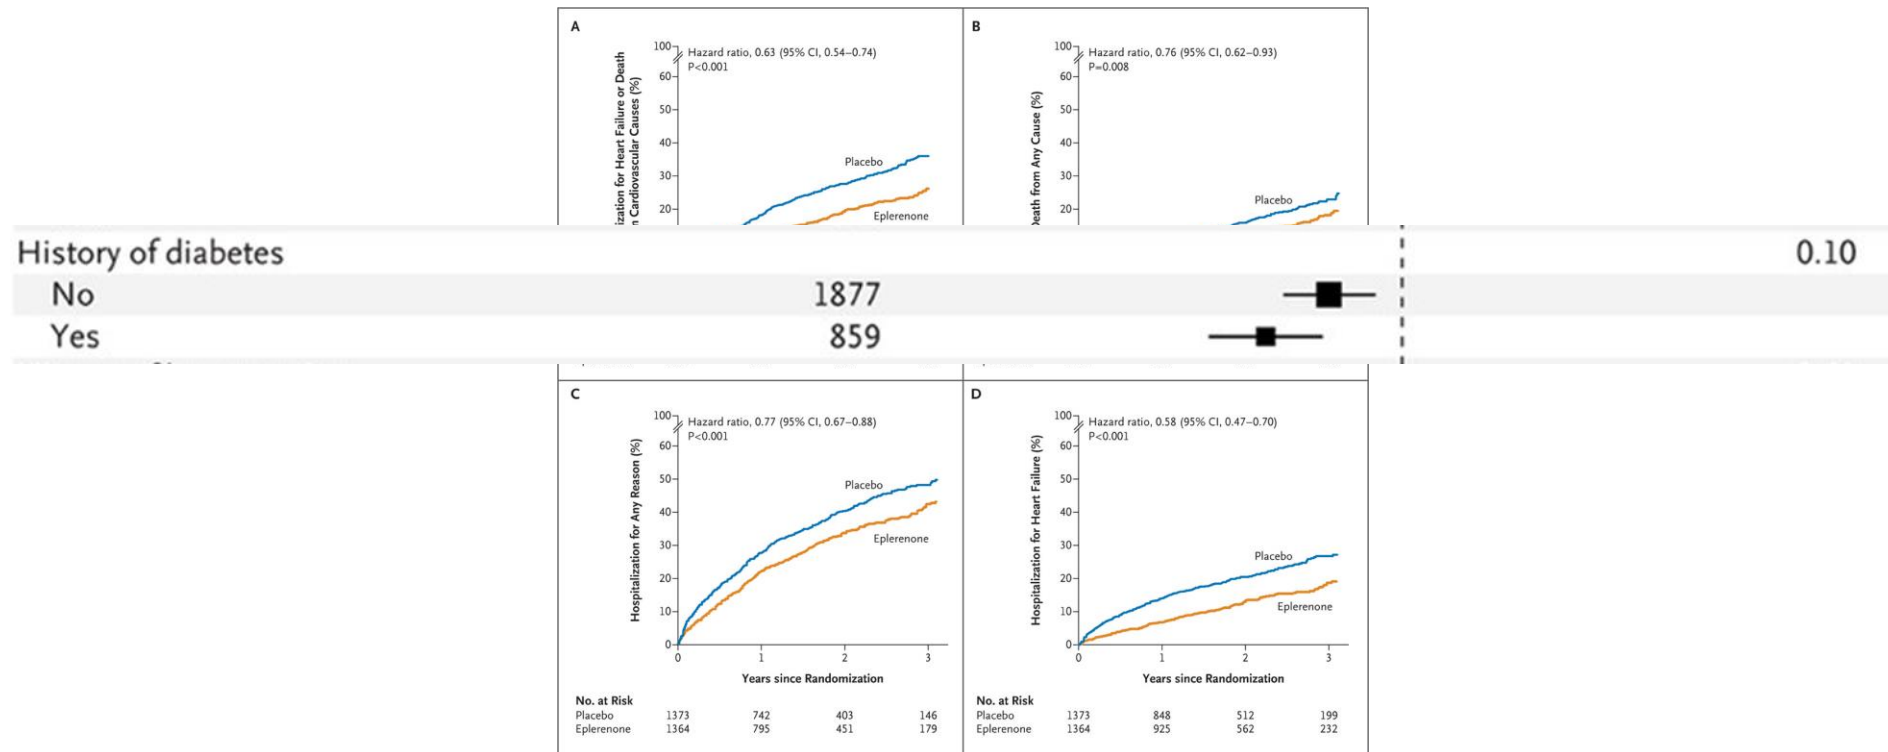 A
Hazard ratio, 0.63 (95% CI, 0.54–0.74)
P<0.001
100
60
50
40
30
20
Cardiovascular Causes (%)
Placebo
Eplerenone
B
Hazard ratio, 0.76 (95% CI, 0.62–0.93)
P=0.008
100
60
50
40
30
20
Death from Any Cause (%)
Placebo
Eplerenone
History of diabetes 0.10
No 1877
Yes 859
C
Hazard ratio, 0.77 (95% CI, 0.67–0.88)
P<0.001
100
60
50
40
30
20
10
0
Hospitalization for Any Reason (%)
Placebo
Eplerenone
0 1 2 3
Years since Randomization
No. at Risk
Placebo 1373 742 403 146
Eplerenone 1364 795 451 179
D
Hazard ratio, 0.58 (95% CI, 0.47–0.70)
P<0.001
100
60
50
40
30
20
10
0
Hospitalization for Heart Failure (%)
Placebo
Eplerenone
0 1 2 3
Years since Randomization
No. at Risk
Placebo 1373 848 512 199
Eplerenone 1364 925 562 232